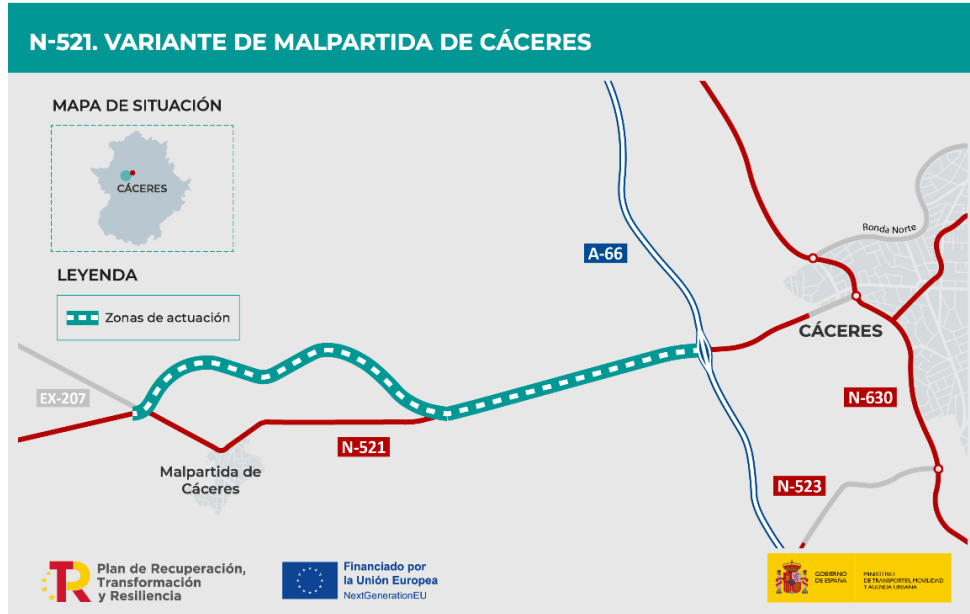 N-521. VARIANTE DE MALPARTIDA DE CÁCERES
MAPA DE SITUACIÓN
CÁCERES
LEYENDA
Zonas de actuación
A-66
Ronda Norte
CÁCERES
EX-207
N-630
N-521
Malpartida de
Cáceres
N-523
Plan de Recuperación,
Transformación
y Resiliencia
Financiado por
la Unión Europea
NextGenerationEU
GOBIERNO
DE ESPAÑA
MINISTERIO
DE TRANSPORTES, MOVILIDAD
Y AGENDA URBANA